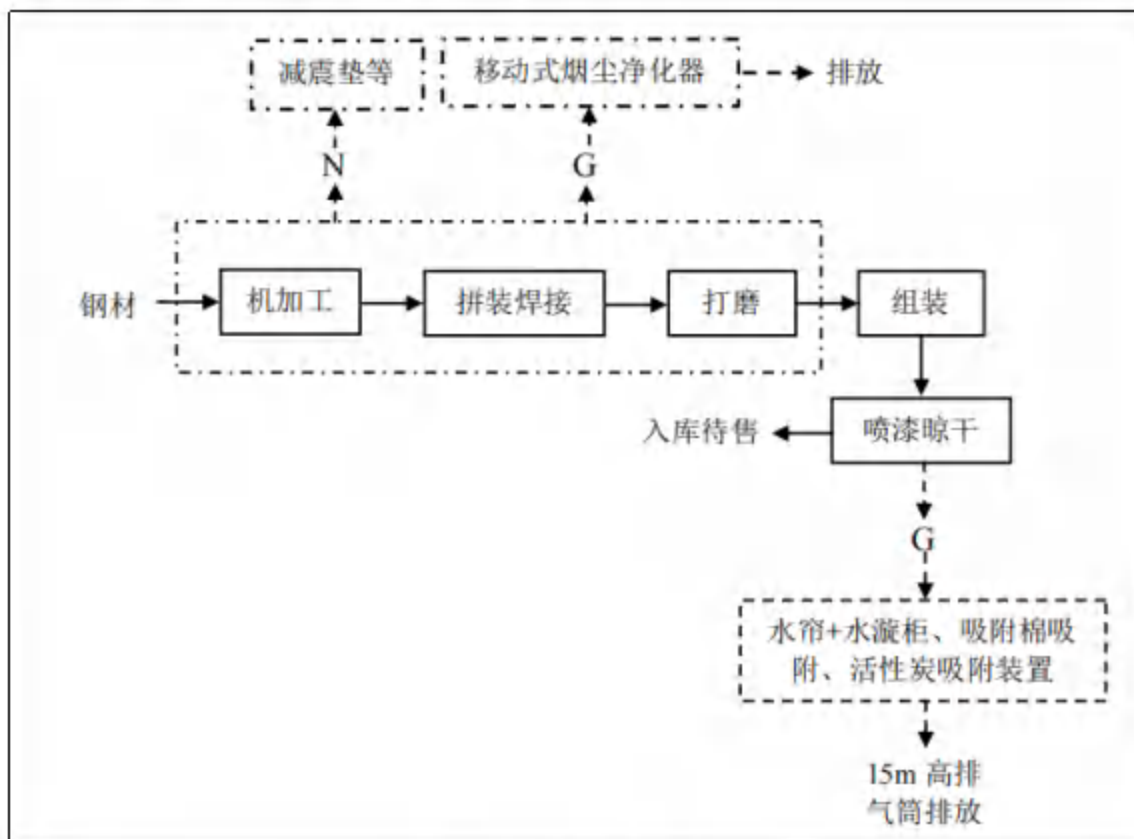 减震垫等
移动式烟尘净化器
排放
N
G
钢材
机加工
拼装焊接
打磨
组装
入库待售
喷漆晾干
G
水帘+水漩柜、吸附棉吸
附、活性炭吸附装置
15m 高排
气筒排放